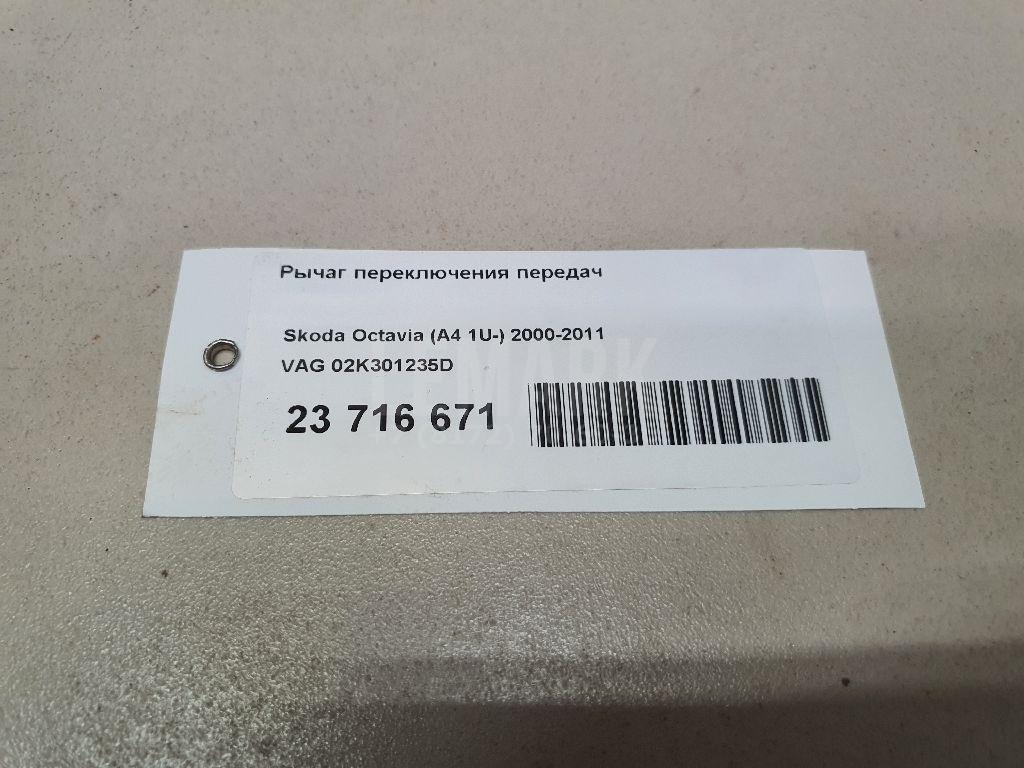 Рычаг переключения передач
Skoda Octavia (A4 1U-) 2000-2011
VAG 02K301235D
23 716 671